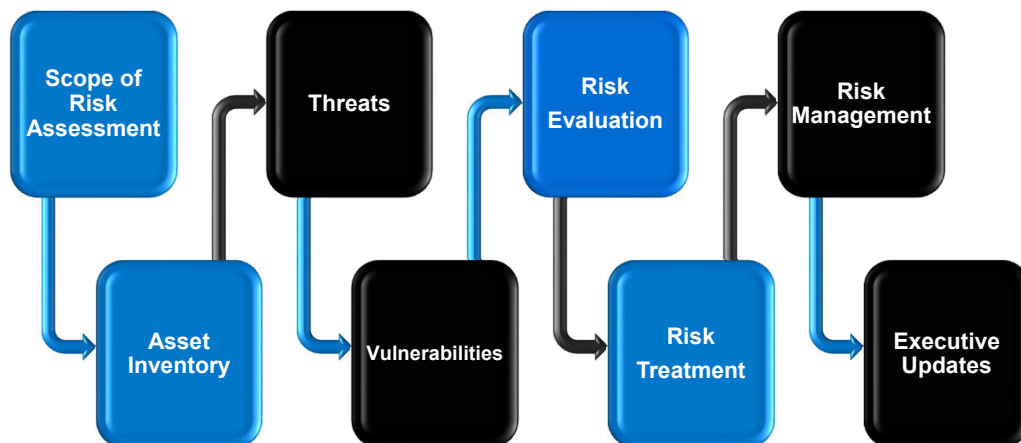 Scope of
Risk
Assessment
Asset
Inventory
Threats
Vulnerabilities
Risk
Evaluation
Risk
Treatment
Risk
Management
Executive
Updates